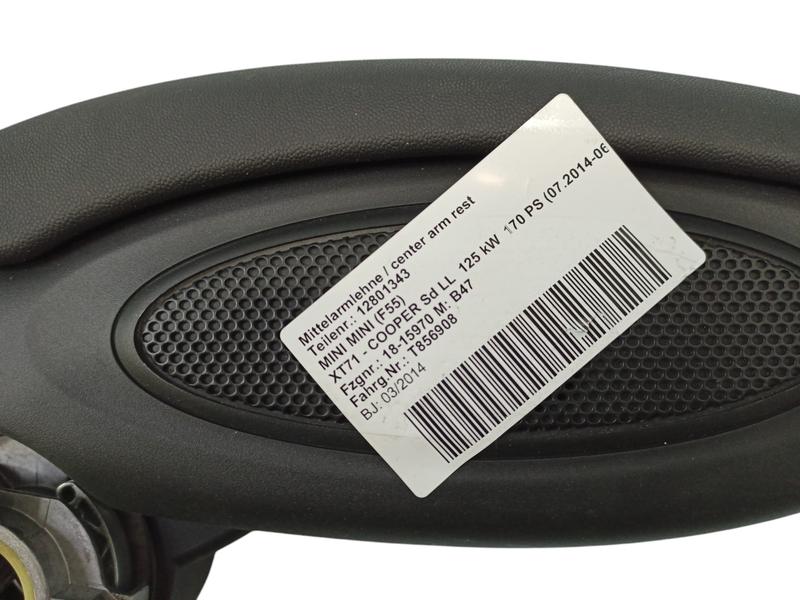 Mittelarmlehne / center arm rest
Teilenr.: 12801343
MINI MINI (F55)
XT71 - COOPER Sd LL 125 kW 170 PS (07.2014-06
Fzgnr.: 18-15970 M: B47
Fahrg.Nr.: T856908
BJ: 03/2014